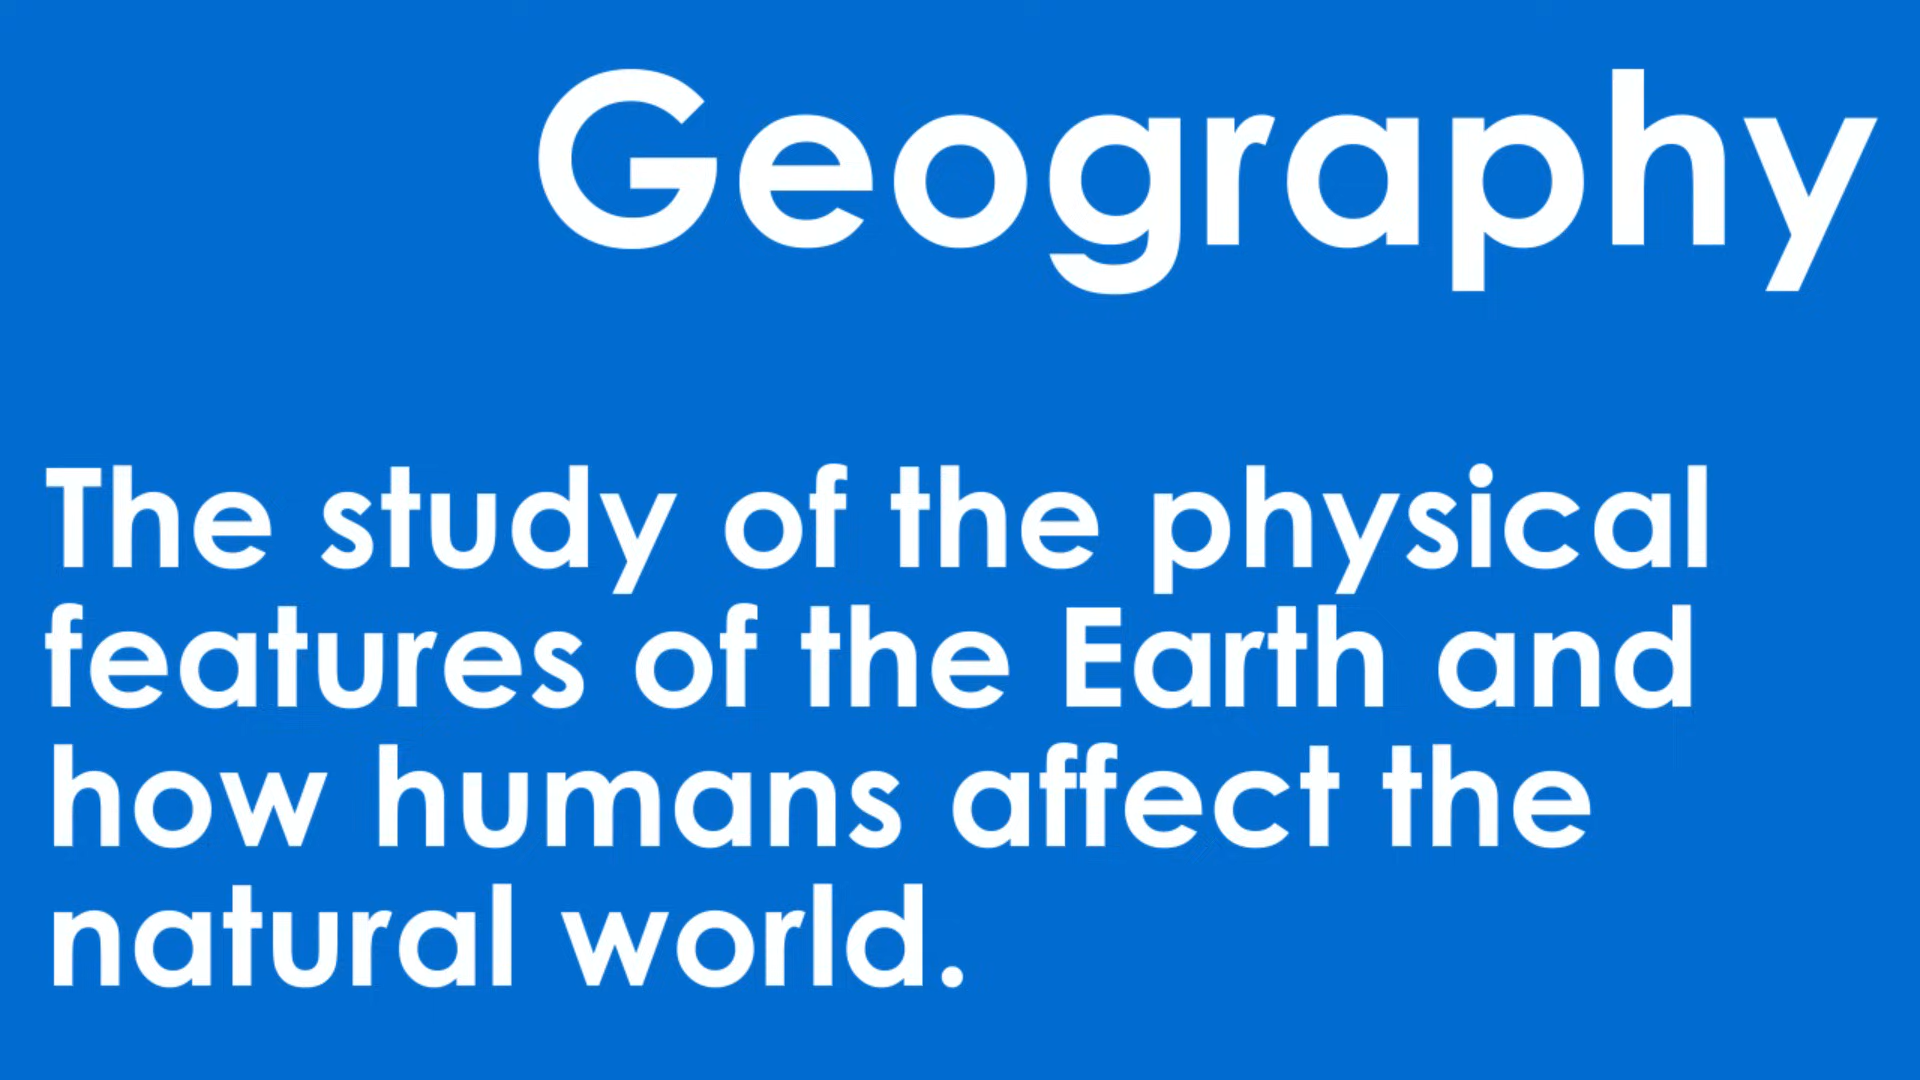 Geography
The study of the physical
features of the Earth and
how humans affect the
natural world.